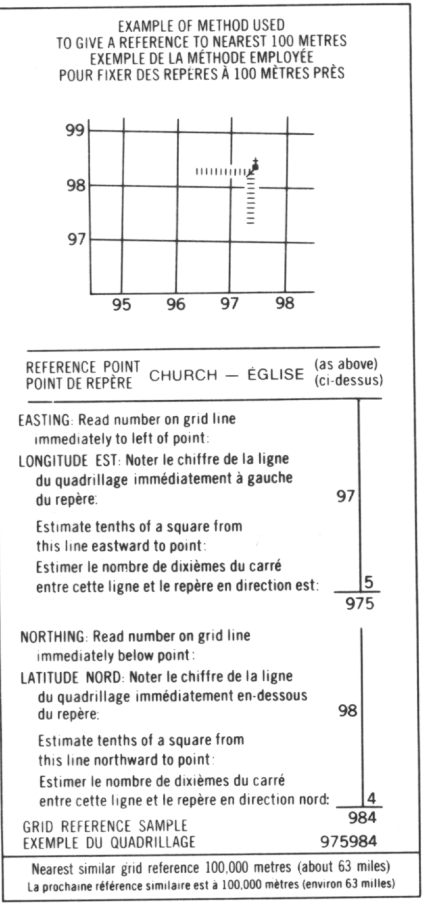 EXAMPLE OF METHOD USED
TO GIVE A REFERENCE TO NEAREST 100 METRES
EXEMPLE DE LA MÉTHODE EMPLOYÉE
POUR FIXER DES REPÈRES À 100 MÈTRES PRÈS
99
98
97
95 96 97 98
REFERENCE POINT
POINT DE REPÈRE
CHURCH — ÉGLISE
(as above)
(ci-dessus)
EASTING: Read number on grid line
immediately to left of point:
LONGITUDE EST: Noter le chiffre de la ligne
du quadrillage immédiatement à gauche
du repère: 97
Estimate tenths of a square from
this line eastward to point:
Estimer le nombre de dixièmes du carré
entre cette ligne et le repère en direction est: 5
975
NORTHING: Read number on grid line
immediately below point:
LATITUDE NORD: Noter le chiffre de la ligne
du quadrillage immédiatement en-dessous
du repère: 98
Estimate tenths of a square from
this line northward to point:
Estimer le nombre de dixièmes du carré
entre cette ligne et le repère en direction nord: 4
984
GRID REFERENCE SAMPLE
EXEMPLE DU QUADRILLAGE 975984
Nearest similar grid reference 100,000 metres (about 63 miles)
La prochaine référence similaire est à 100,000 mètres (environ 63 milles)